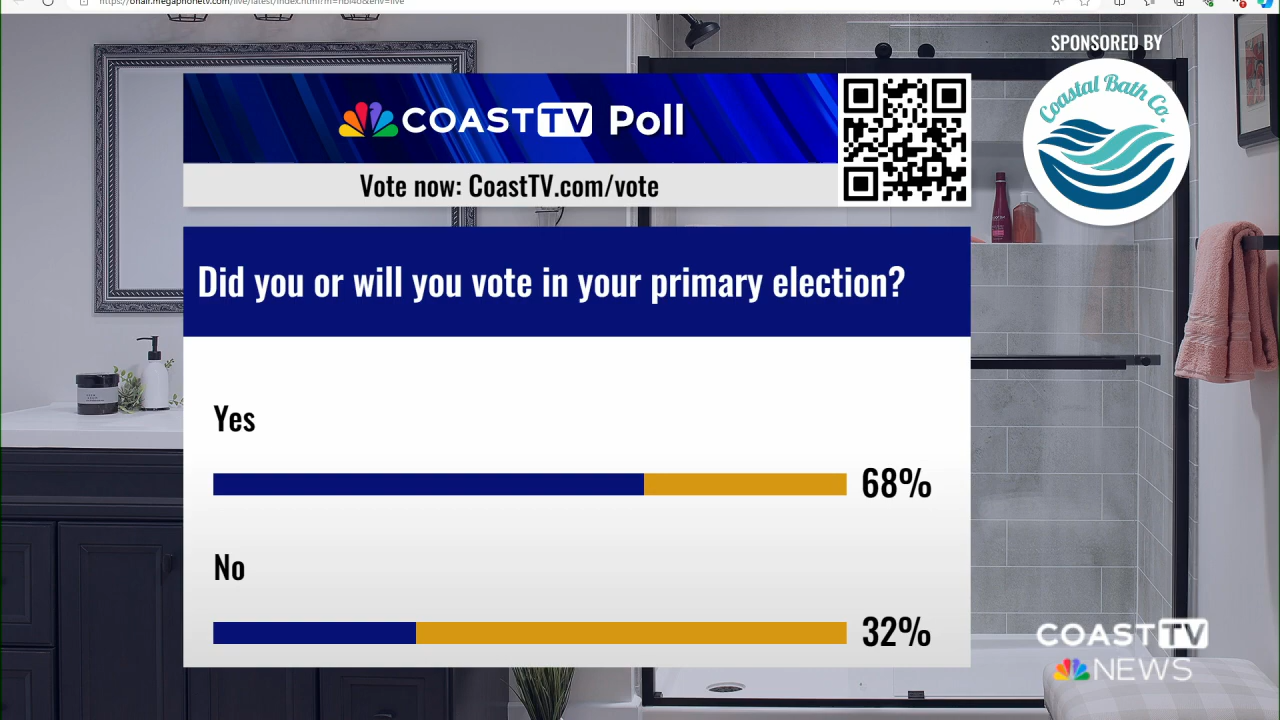 SPONSORED BY
Coastal Bath Co.
COAST TV Poll
Vote now: CoastTV.com/vote
Did you or will you vote in your primary election?
Yes
68%
No
32%
COAST TV
NEWS